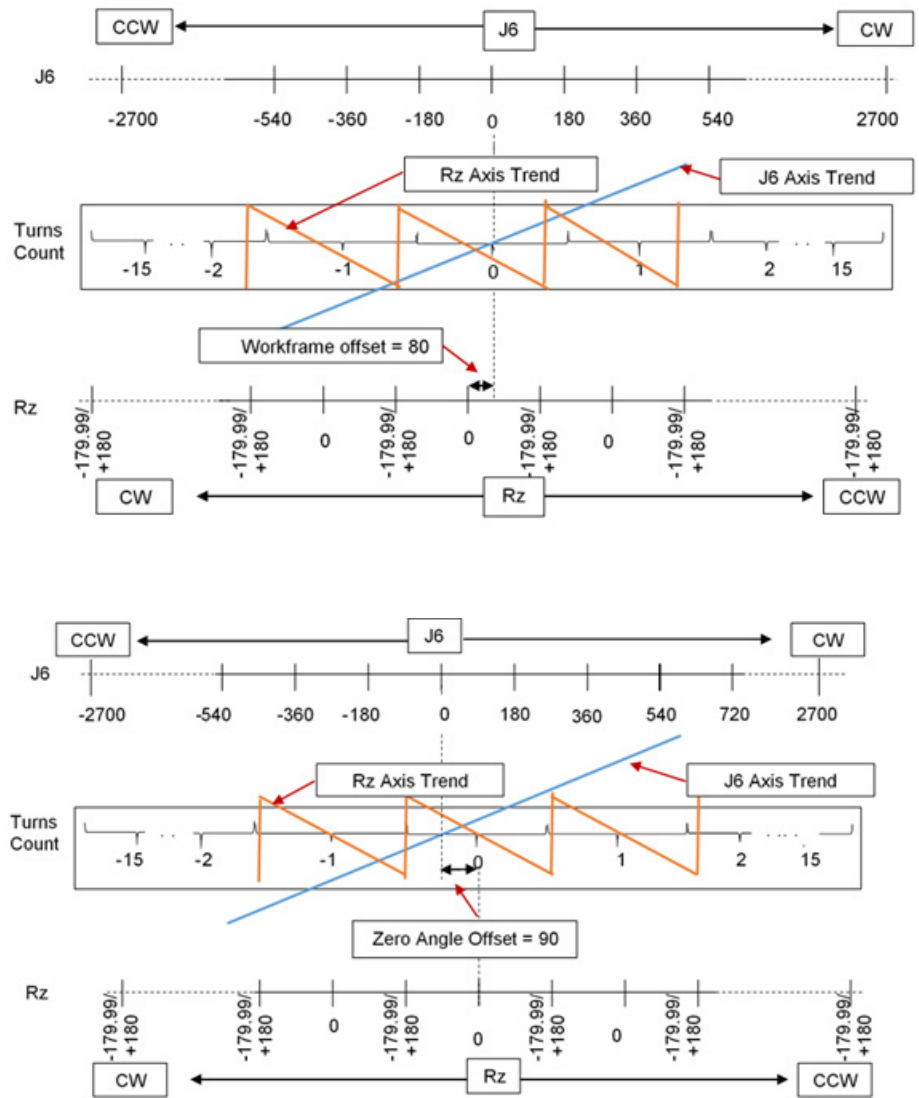 CCW J6 CW
J6
-2700 -540 -360 -180 0 180 360 540 2700
Rz Axis Trend J6 Axis Trend
Turns
Count
-15 .. -2 -1 0 1 2 .. 15
Workframe offset = 80
Rz
-179.99/
+180
-179.99/
+180
0
-179.99/
+180
0
-179.99/
+180
0
-179.99/
+180
-179.99/
+180
CW Rz CCW
CCW J6 CW
J6
-2700 -540 -360 -180 0 180 360 540 720 2700
Rz Axis Trend J6 Axis Trend
Turns
Count
-15 .. -2 -1 0 1 2 .... 15
Zero Angle Offset = 90
Rz
-179.99/
+180
-179.99/
+180
0
-179.99/
+180
0
-179.99/
+180
0
-179.99/
+180
-179.99/
+180
CW Rz CCW